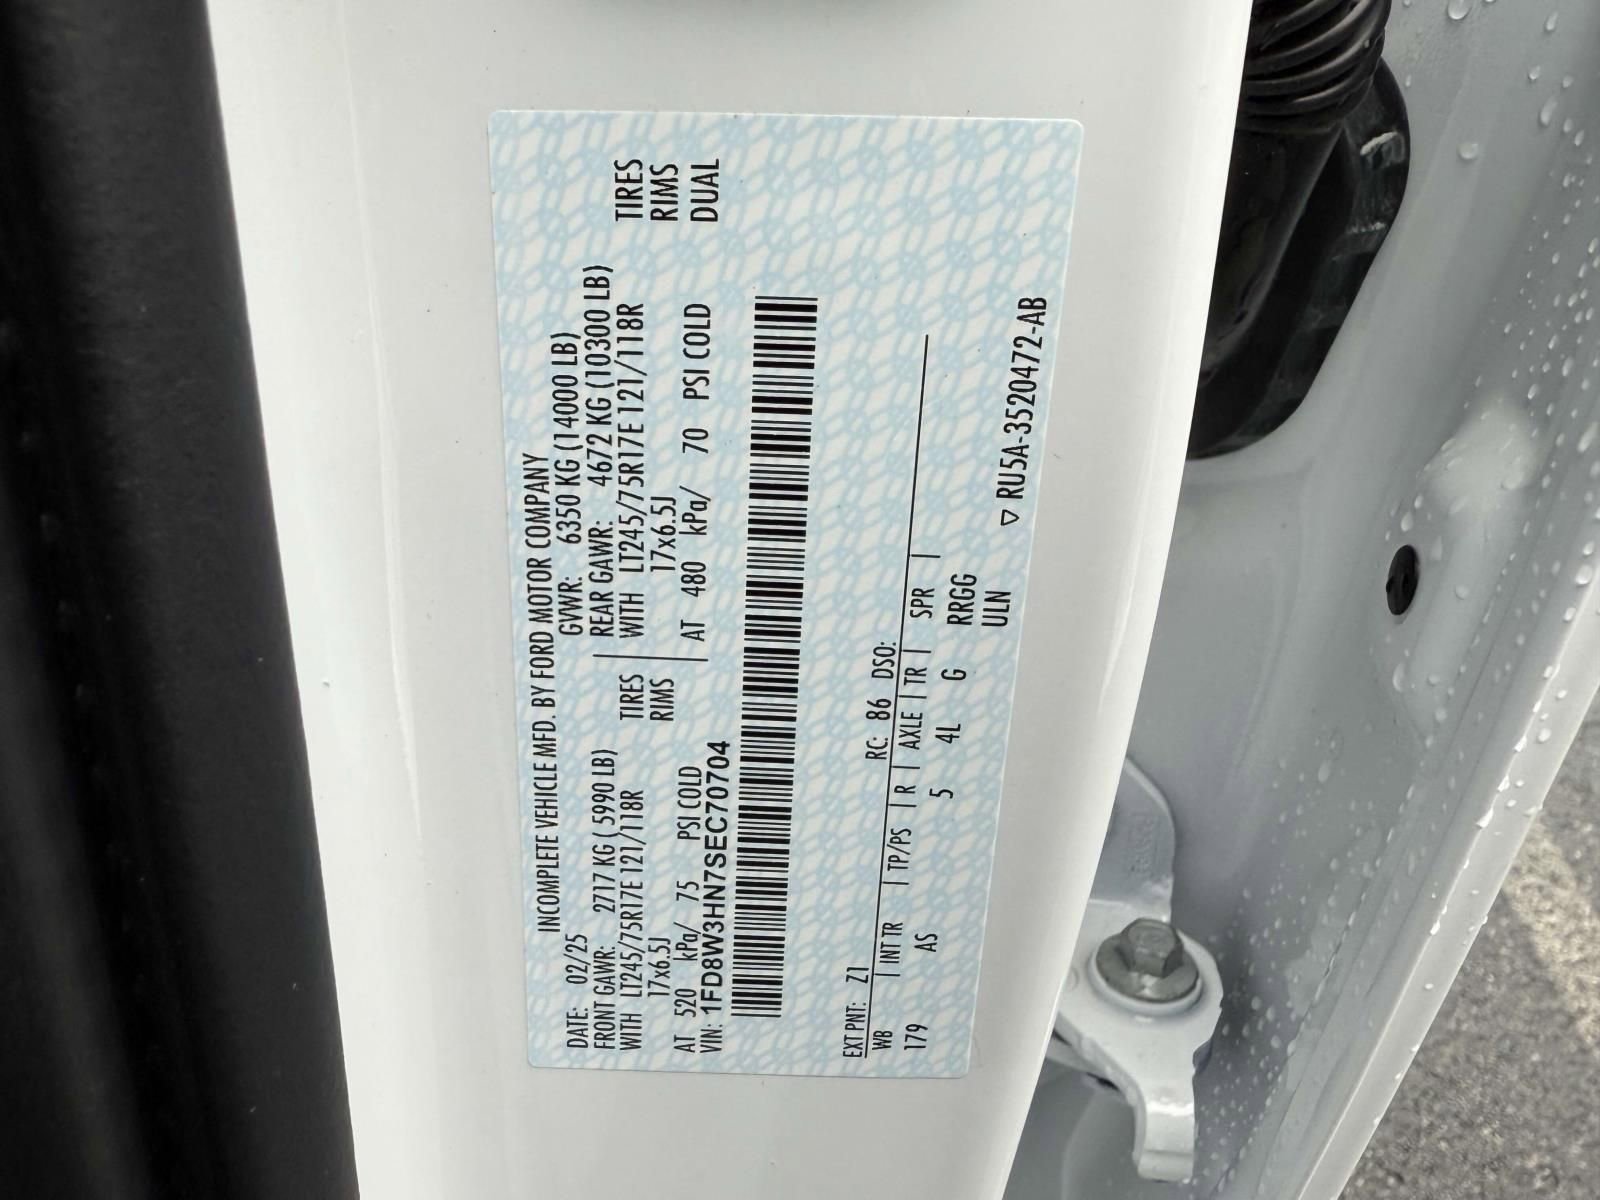 INCOMPLETE VEHICLE MFD. BY FORD MOTOR COMPANY
DATE: 02/25 GVWR: 6350 KG (14000 LB)
FRONT GAWR: 2717 KG (5990 LB) REAR GAWR: 4672 KG (10300 LB)
WITH LT245/75R17E 121/118R TIRES WITH LT245/75R17E 121/118R TIRES
17x6.5J RIMS 17x6.5J RIMS
AT 520 kPa/ 75 PSI COLD AT 480 kPa/ 70 PSI COLD DUAL
VIN: 1FD8W3HN7SEC70704
EXT PNT: Z1 RC: 86 DSO:
WB | INT TR | TP/PS | R | AXLE | TR | SPR |
179 AS 5 4L G RRGG
ULN
▽ RU5A-3520472-AB